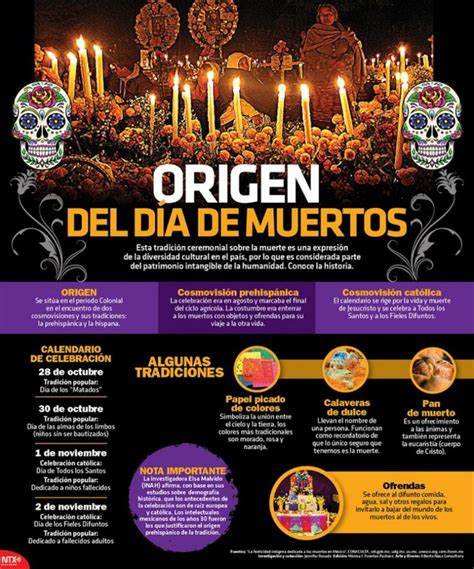 ORIGEN
DEL DÍA DE MUERTOS
Esta tradición ceremonial sobre la muerte es una expresión
de la diversidad cultural en el país, por lo que es considerada parte
del patrimonio intangible de la humanidad. Conoce la historia.
ORIGEN
Se sitúa en el periodo Colonial
en el encuentro de dos
cosmovisiones y sus tradiciones:
la prehispánica y la hispana.
Cosmovisión prehispánica
La celebración era en agosto y marcaba el final
del ciclo agrícola. La costumbre era enterrar
a los muertos con objetos y ofrendas para su
viaje a la otra vida.
Cosmovisión católica
El calendario se rige por la vida y muerte
de Jesucristo y se celebra a Todos los
Santos y a los Fieles Difuntos.
CALENDARIO
DE CELEBRACIÓN
28 de octubre
Tradición popular:
Día de los "Matados"
30 de octubre
Tradición popular:
Día de las almas de los limbos
(niños sin ser bautizados)
1 de noviembre
Celebración católica:
Día de Todos los Santos
Tradición popular:
Dedicado a niños fallecidos
2 de noviembre
Celebración católica:
Día de los Fieles Difuntos
Tradición popular:
Dedicado a fallecidos adultos
ALGUNAS
TRADICIONES
Papel picado
de colores
Simboliza la unión entre
el cielo y la tierra, los
colores más tradicionales
son morado, rosa y
naranja.
Calaveras
de dulce
Llevan el nombre de
una persona. Funcionan
como recordatorio de
que lo único seguro que
tenemos es la muerte.
Pan
de muerto
Es un ofrecimiento
a las ánimas y
también representa
la eucaristía (cuerpo
de Cristo).
NOTA IMPORTANTE
La investigadora Elsa Malvido
(INAH) afirma, con base en sus
estudios sobre demografía
histórica, que los antecedentes de
la celebración son de raíz europea
y católica. Los intelectuales
mexicanos de los años 30 fueron
los que justificaron el origen
prehispánico de la tradición.
Ofrendas
Se ofrece al difunto comida,
agua, sal y otros regalos para
invitarlo a bajar del mundo de los
muertos al de los vivos.
NTX